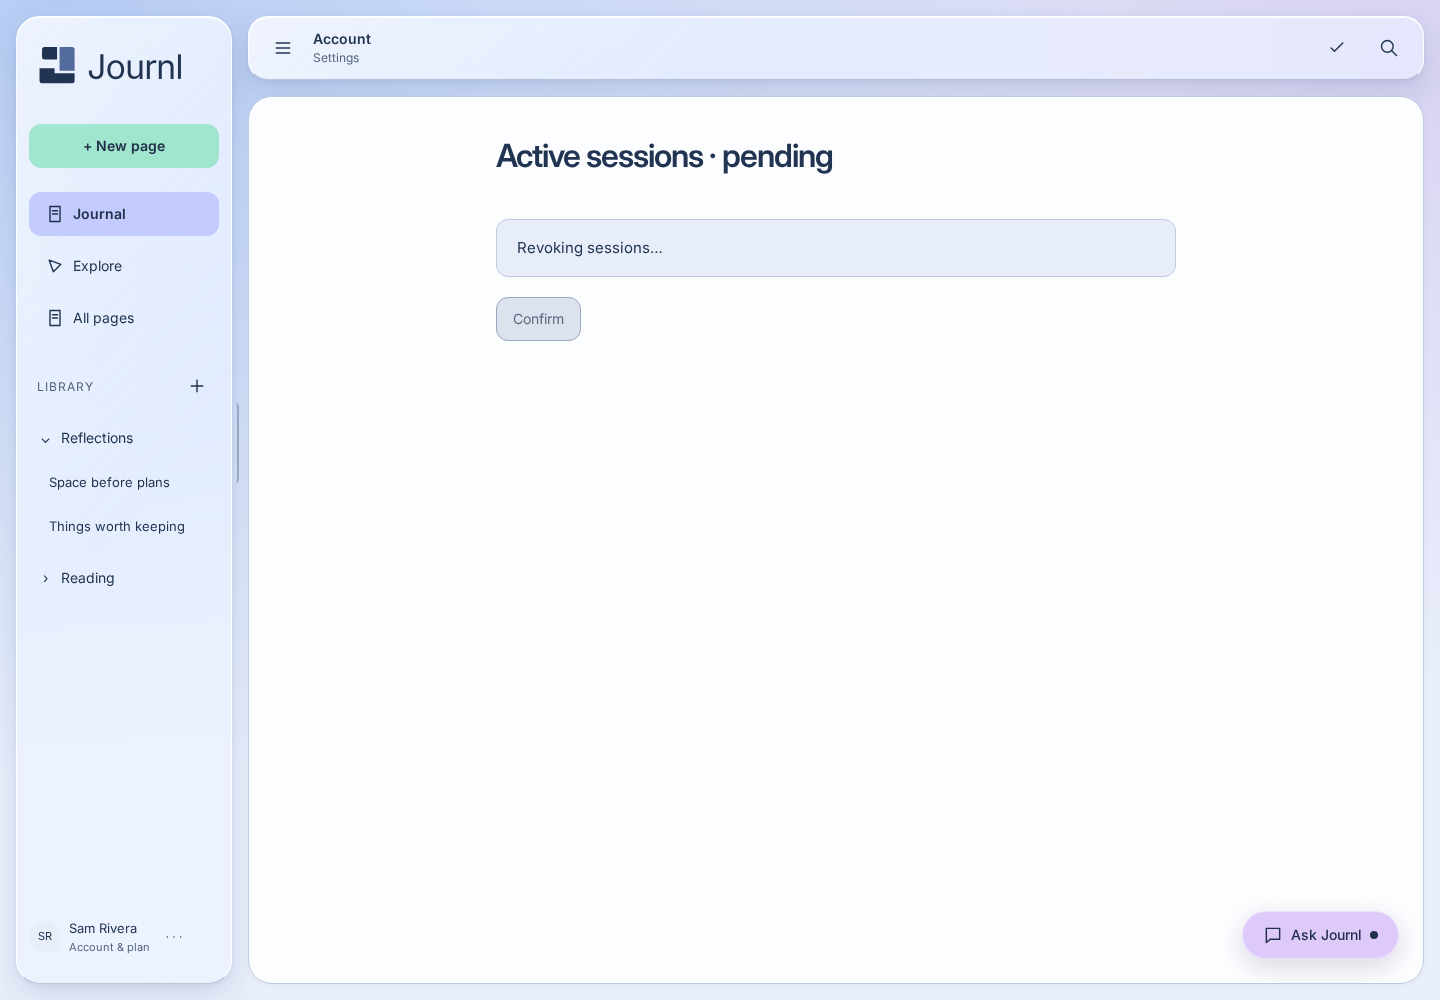 Journl
+ New page
Journal
Explore
All pages
LIBRARY
Reflections
Space before plans
Things worth keeping
Reading
SR
Sam Rivera
Account & plan
Account
Settings
Active sessions · pending
Revoking sessions...
Confirm
Ask Journl